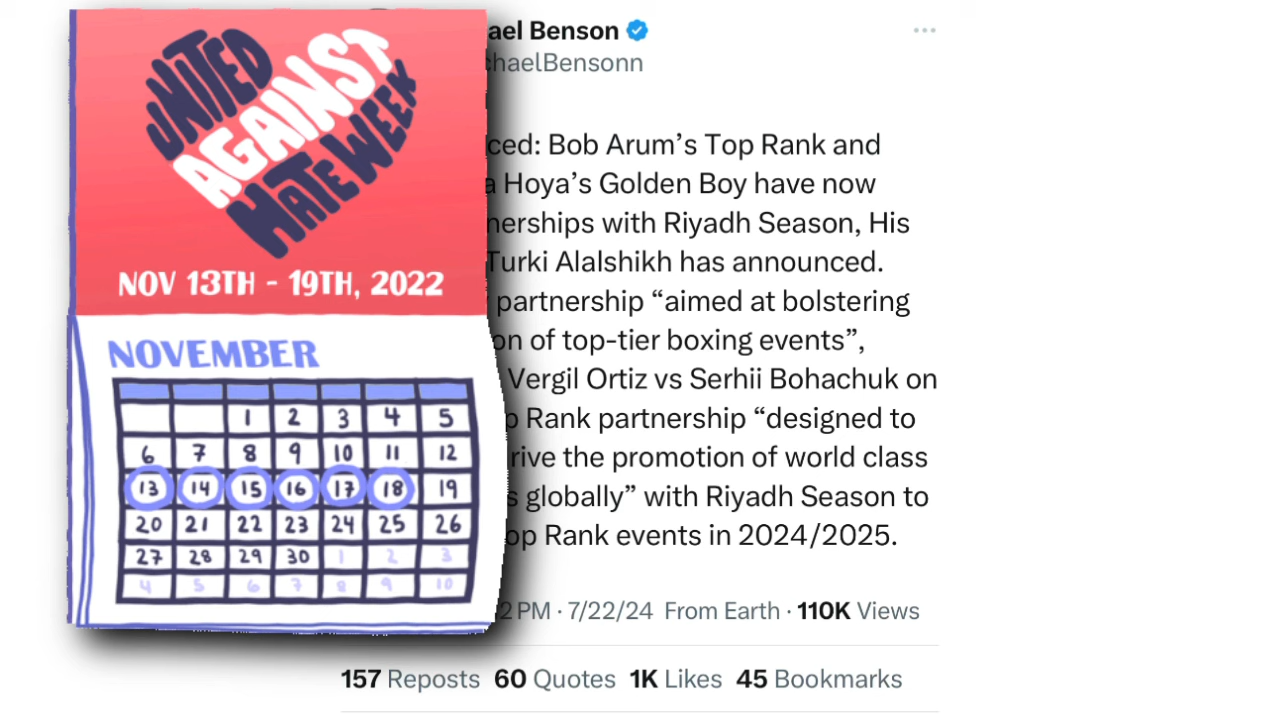 UNITED
AGAINST
HATE WEEK
NOV 13TH - 19TH, 2022
NOVEMBER
1 2 3 4 5
6 7 8 9 10 11 12
13 14 15 16 17 18 19
20 21 22 23 24 25 26
27 28 29 30 1 2 3
4 5 6 7 8 9 10
ael Benson
chaelBensonn
ced: Bob Arum’s Top Rank and
a Hoya’s Golden Boy have now
nerships with Riyadh Season, His
Turki Alalshikh has announced.
partnership “aimed at bolstering
on of top-tier boxing events”,
Vergil Ortiz vs Serhii Bohachuk on
p Rank partnership “designed to
rive the promotion of world class
s globally” with Riyadh Season to
op Rank events in 2024/2025.
2 PM · 7/22/24 From Earth · 110K Views
157 Reposts 60 Quotes 1K Likes 45 Bookmarks